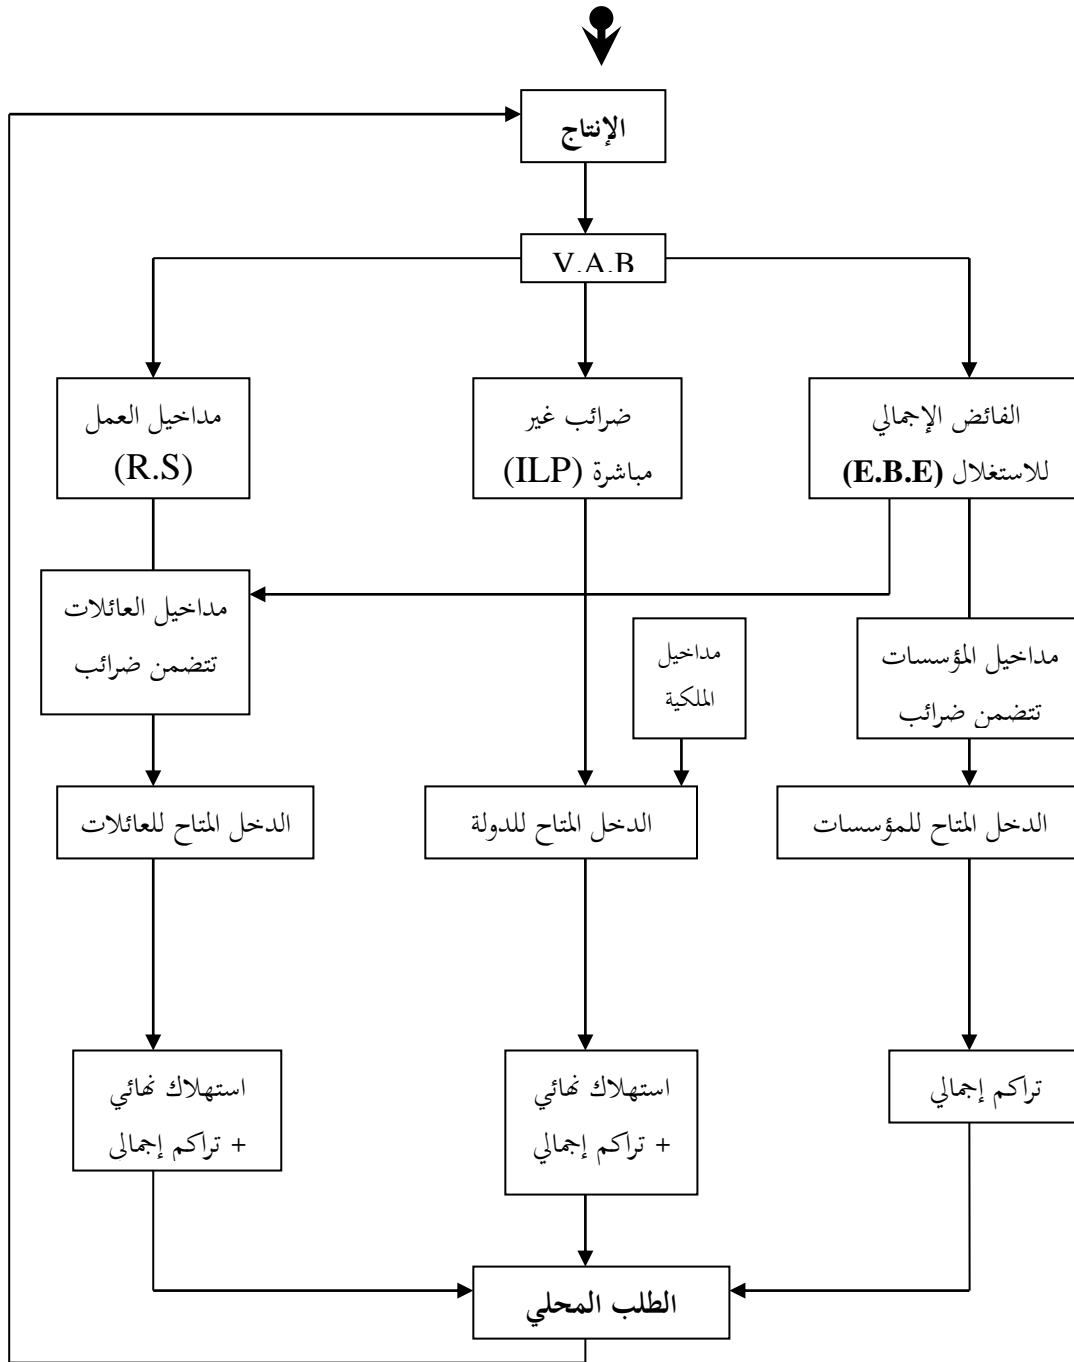 الإنتاج
V.A.B
الفائض الإجمالي
للاستغلال (E.B.E)
ضرائب غير
مباشرة (ILP)
مداخيل العمل
(R.S)
مداخيل العائلات
تتضمن ضرائب
مداخيل
الملكية
مداخيل المؤسسات
تتضمن ضرائب
الدخل المتاح للمؤسسات
الدخل المتاح للدولة
الدخل المتاح للعائلات
تراكم إجمالي
استهلاك نهائي
+ تراكم إجمالي
استهلاك نهائي
+ تراكم إجمالي
الطلب المحلي